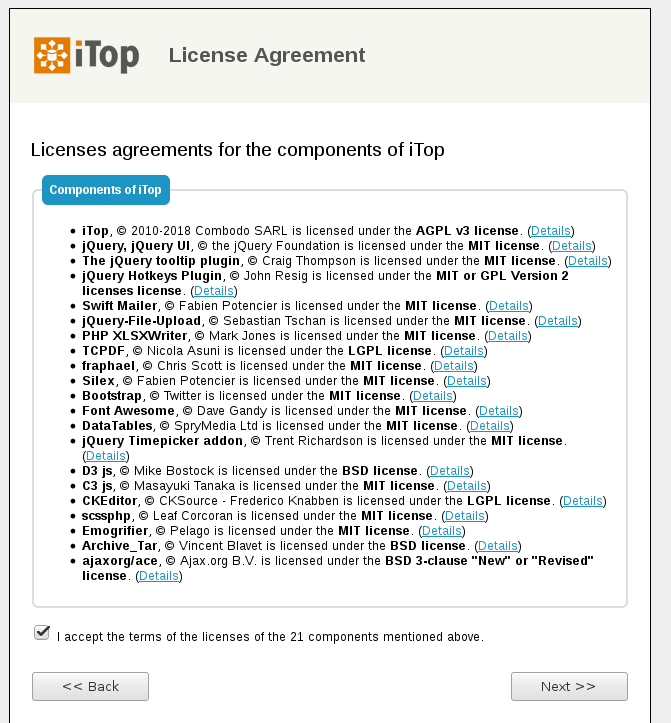 iTop
License Agreement
Licenses agreements for the components of iTop
Components of iTop
• iTop, © 2010-2018 Combodo SARL is licensed under the AGPL v3 license. (Details)
• jQuery, jQuery UI, © the jQuery Foundation is licensed under the MIT license. (Details)
• The jQuery tooltip plugin, © Craig Thompson is licensed under the MIT license. (Details)
• jQuery Hotkeys Plugin, © John Resig is licensed under the MIT or GPL Version 2
licenses license. (Details)
• Swift Mailer, © Fabien Potencier is licensed under the MIT license. (Details)
• jQuery-File-Upload, © Sebastian Tschan is licensed under the MIT license. (Details)
• PHP XLSXWriter, © Mark Jones is licensed under the MIT license. (Details)
• TCPDF, © Nicola Asuni is licensed under the LGPL license. (Details)
• fraphael, © Chris Scott is licensed under the MIT license. (Details)
• Silex, © Fabien Potencier is licensed under the MIT license. (Details)
• Bootstrap, © Twitter is licensed under the MIT license. (Details)
• Font Awesome, © Dave Gandy is licensed under the MIT license. (Details)
• DataTables, © SpryMedia Ltd is licensed under the MIT license. (Details)
• jQuery Timepicker addon, © Trent Richardson is licensed under the MIT license.
(Details)
• D3 js, © Mike Bostock is licensed under the BSD license. (Details)
• C3 js, © Masayuki Tanaka is licensed under the MIT license. (Details)
• CKEditor, © CKSource - Frederico Knabben is licensed under the LGPL license. (Details)
• scssphp, © Leaf Corcoran is licensed under the MIT license. (Details)
• Emogrifier, © Pelago is licensed under the MIT license. (Details)
• Archive_Tar, © Vincent Blavet is licensed under the BSD license. (Details)
• ajaxorg/ace, © Ajax.org B.V. is licensed under the BSD 3-clause "New" or "Revised"
license. (Details)
I accept the terms of the licenses of the 21 components mentioned above.
<< Back
Next >>